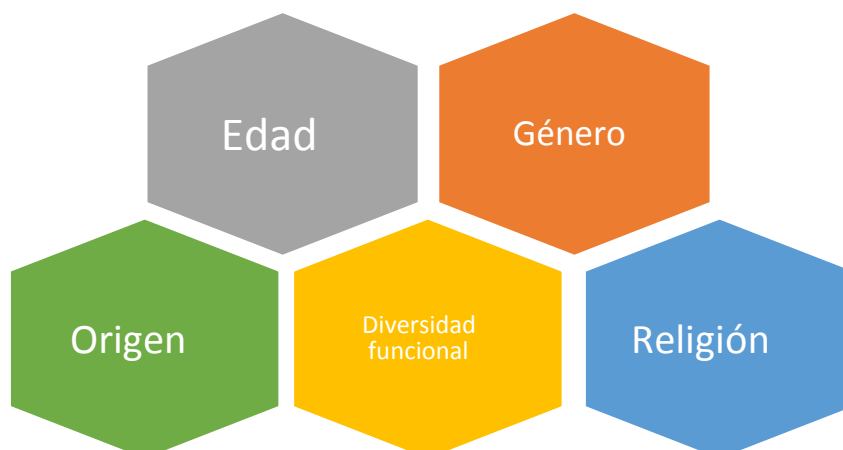 Edad
Género
Origen
Diversidad
funcional
Religión